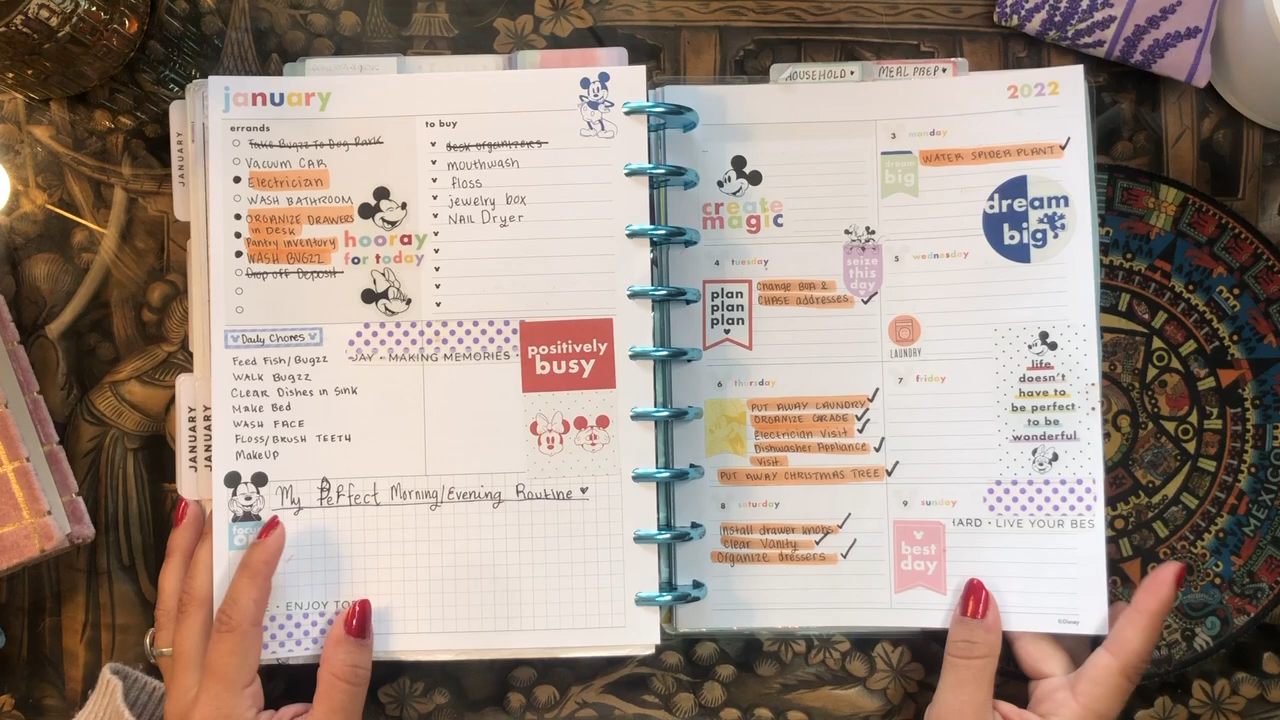 HOUSEHOLD
MEAL PREP
january
errands
Take Bugzz To Dog Park
VACUUM CAR
Electrician
WASH BATHROOM
ORGANIZE DRAWERS
in Desk
Pantry inventory
WASH BUGZZ
Drop off Deposit
hooray
for today
to buy
desk organizers
mouthwash
floss
jewelry box
NAIL Dryer
Daily Chores
Feed Fish/Bugzz
WALK Bugzz
CLEAR Dishes in Sink
Make Bed
WASH FACE
FLOSS/BRUSH TEETH
MakeUp
JAY • MAKING MEMORIES •
positively
busy
My Perfect Morning/Evening Routine
• ENJOY TO
JANUARY
JANUARY
JANUARY
2022
create
magic
3 monday
WATER SPIDER PLANT
dream
big
dream
big
4 tuesday
seize
this
day
plan
plan
plan
Change BOA &
CHASE addresses
5 wednesday
LAUNDRY
6 thursday
PUT AWAY LAUNDRY
ORGANIZE GARAGE
Electrician Visit
Dishwasher Appliance
Visit
PUT AWAY CHRISTMAS TREE
7 friday
life
doesn't
have to
be perfect
to be
wonderful
8 saturday
Install drawer knobs
Clear Vanity
Organize dressers
9 sunday
HARD • LIVE YOUR BES
best
day
©Disney
MEXICO